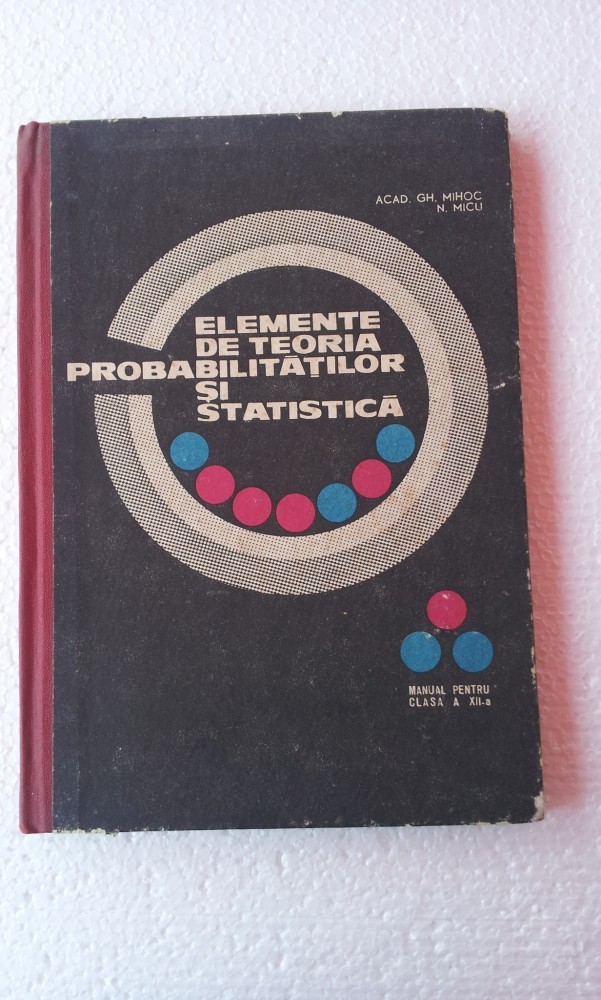 ACAD. GH. MIHOC
N. MICU
ELEMENTE
DE TEORIA
PROBABILITĂȚILOR
ȘI
STATISTICĂ
MANUAL PENTRU
CLASA A XII-a